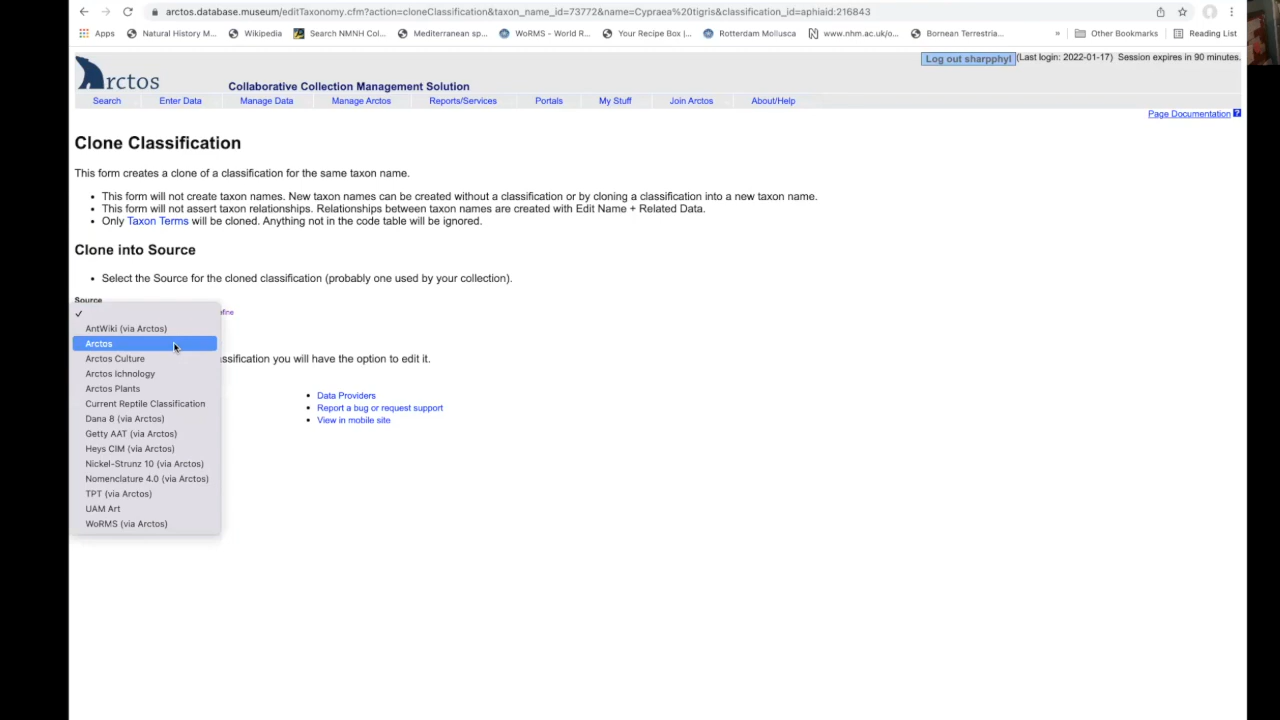 arctos.database.museum/editTaxonomy.cfm?action=cloneClassification&taxon_name_id=73772&name=Cypraea%20tigris&classification_id=aphiaid:216843
Apps Natural History M... Wikipedia Search NMNH Col... Mediterranean sp... WoRMS - World R... Your Recipe Box |... Rotterdam Mollusca www.nhm.ac.uk/o... Bornean Terrestria... » Other Bookmarks Reading List
Arctos
Collaborative Collection Management Solution
Log out sharpphyl (Last login: 2022-01-17) Session expires in 90 minutes.
Search Enter Data Manage Data Manage Arctos Reports/Services Portals My Stuff Join Arctos About/Help
Page Documentation ?
Clone Classification
This form creates a clone of a classification for the same taxon name.
• This form will not create taxon names. New taxon names can be created without a classification or by cloning a classification into a new taxon name.
• This form will not assert taxon relationships. Relationships between taxon names are created with Edit Name + Related Data.
• Only Taxon Terms will be cloned. Anything not in the code table will be ignored.
Clone into Source
• Select the Source for the cloned classification (probably one used by your collection).
Source
✓
AntWiki (via Arctos)
Arctos
Arctos Culture
Arctos Ichnology
Arctos Plants
Current Reptile Classification
Dana 8 (via Arctos)
Getty AAT (via Arctos)
Heys CIM (via Arctos)
Nickel-Strunz 10 (via Arctos)
Nomenclature 4.0 (via Arctos)
TPT (via Arctos)
UAM Art
WoRMS (via Arctos)
fine
ssification you will have the option to edit it.
• Data Providers
• Report a bug or request support
• View in mobile site